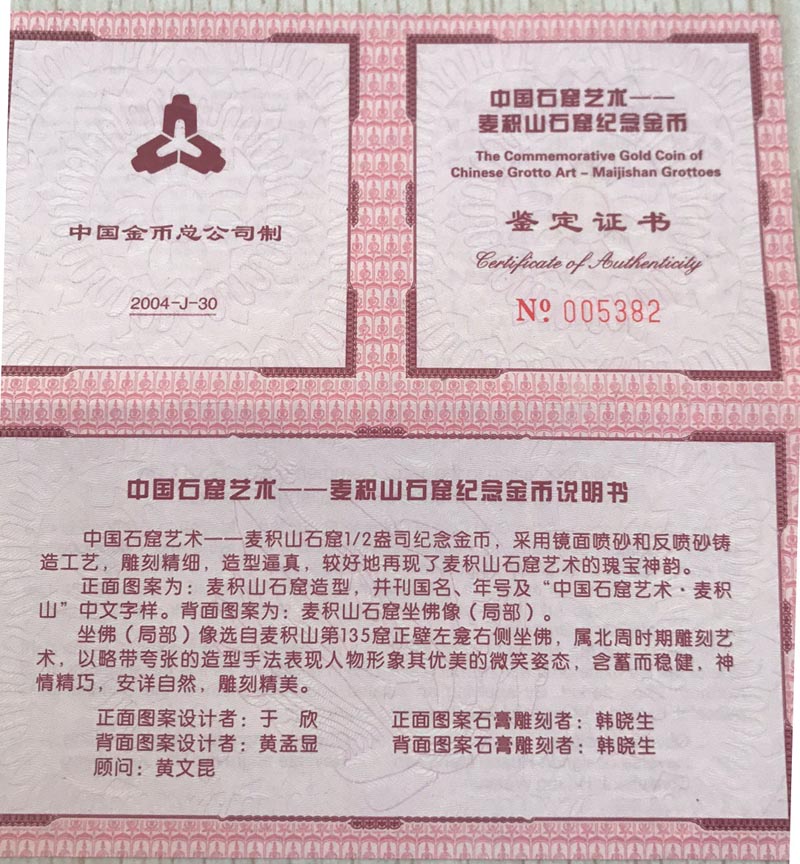 中国金币总公司制
2004-J-30
中国石窟艺术——
麦积山石窟纪念金币
The Commemorative Gold Coin of
Chinese Grotto Art – Maijishan Grottoes
鉴定证书
Certificate of Authenticity
№ 005382
中国石窟艺术——麦积山石窟纪念金币说明书
中国石窟艺术——麦积山石窟1/2盎司纪念金币，采用镜面喷砂和反喷砂铸
造工艺，雕刻精细，造型逼真，较好地再现了麦积山石窟艺术的瑰宝神韵。
正面图案为：麦积山石窟造型，并刊国名、年号及“中国石窟艺术·麦积
山”中文字样。背面图案为：麦积山石窟坐佛像（局部）。
坐佛（局部）像选自麦积山第135窟正壁左龛右侧坐佛，属北周时期雕刻艺
术，以略带夸张的造型手法表现人物形象其优美的微笑姿态，含蓄而稳健，神
情精巧，安详自然，雕刻精美。
正面图案设计者：于　欣　正面图案石膏雕刻者：韩晓生
背面图案设计者：黄孟显　背面图案石膏雕刻者：韩晓生
顾问：黄文昆